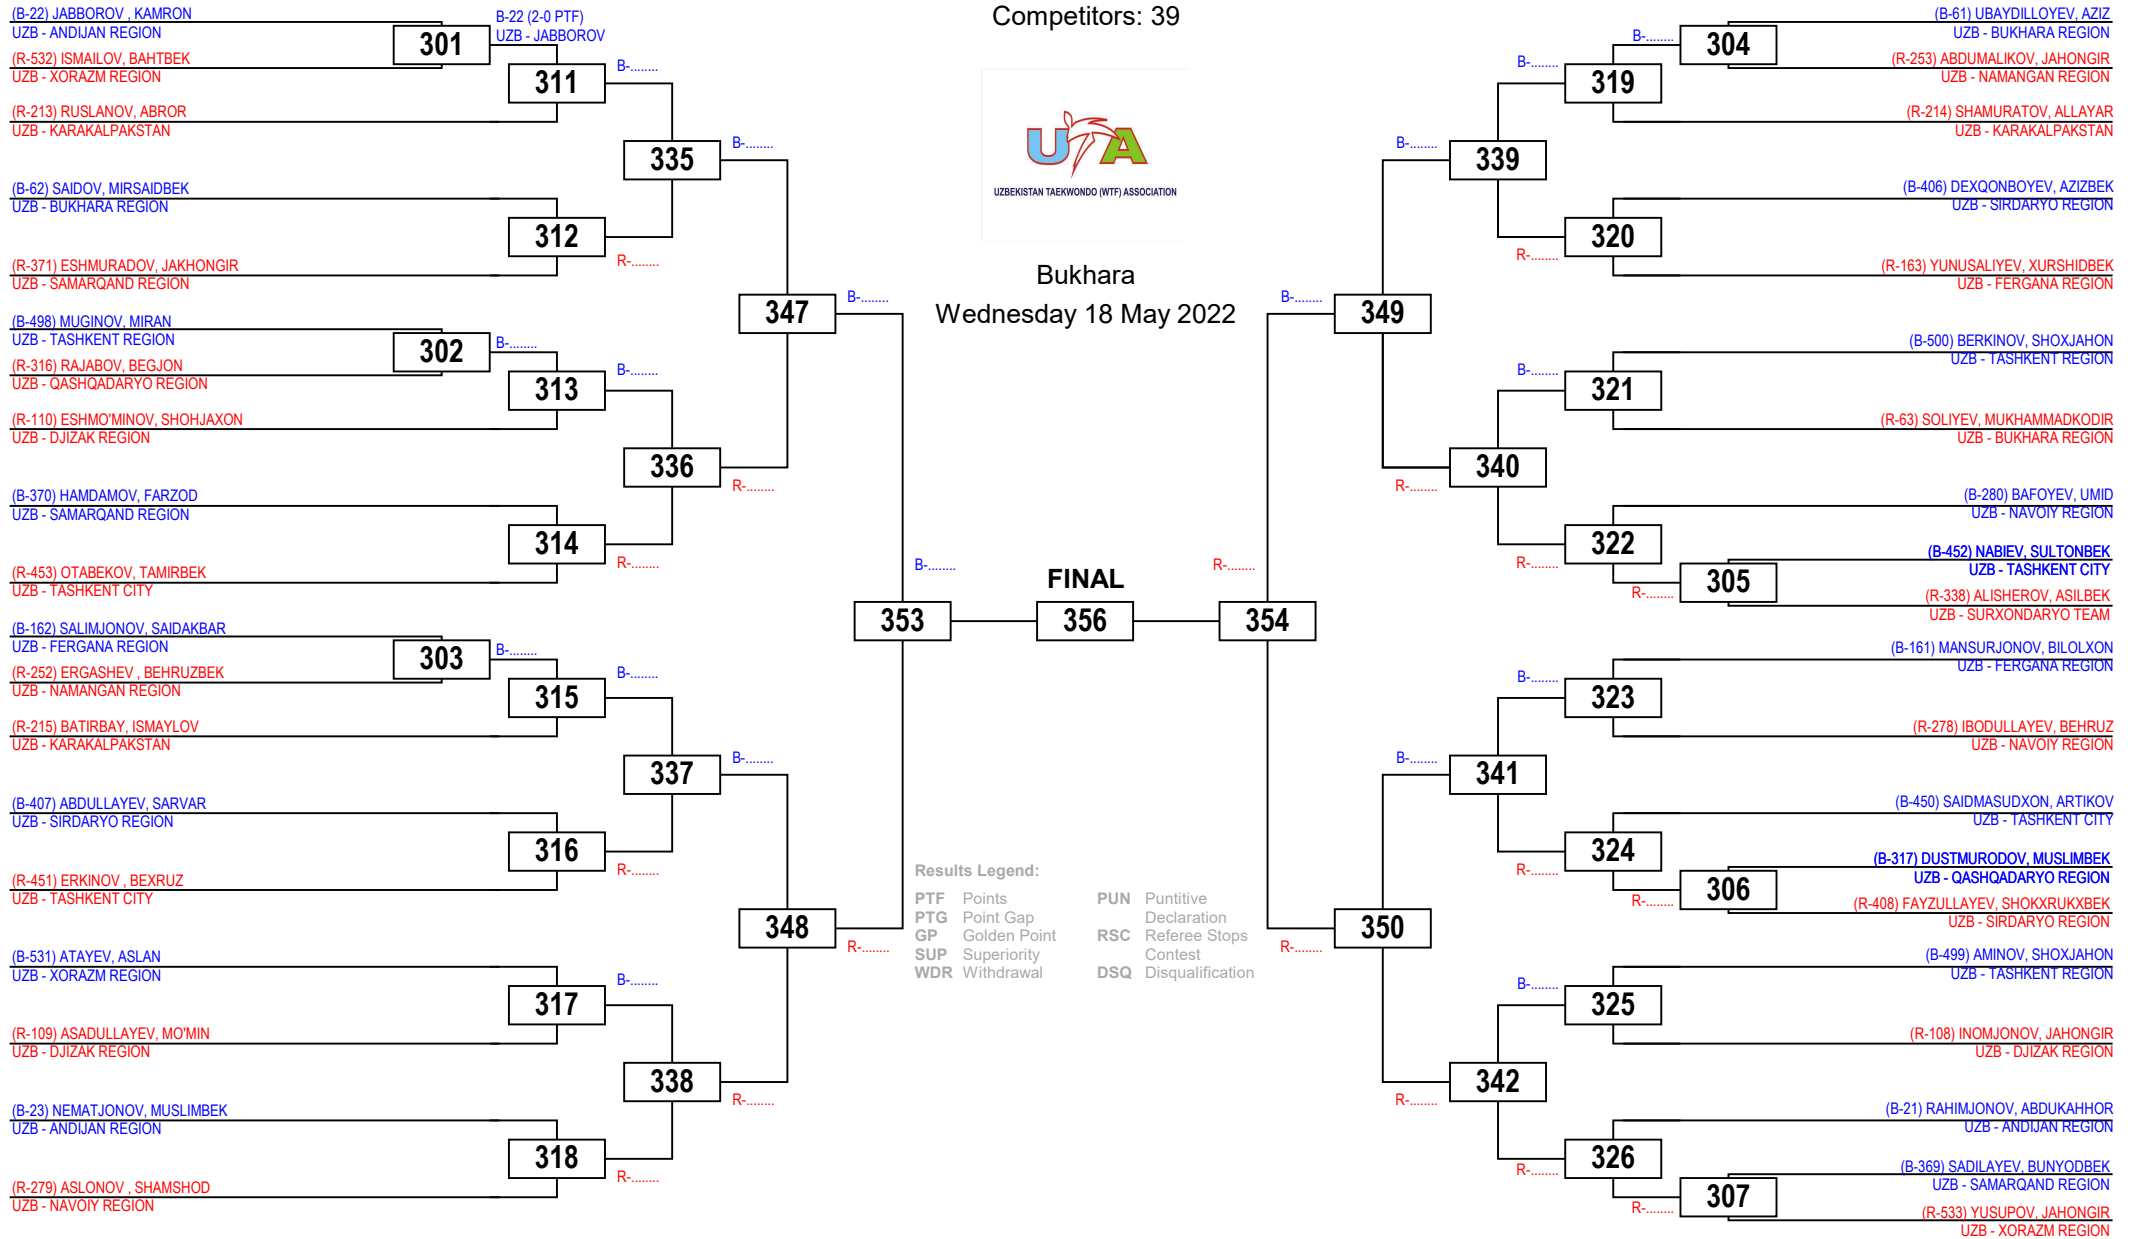 Competitors: 39
UTA
UZBEKISTAN TAEKWONDO (WTF) ASSOCIATION
Bukhara
Wednesday 18 May 2022
(B-22) JABBOROV , KAMRON
UZB - ANDIJAN REGION
301
B-22 (2-0 PTF)
UZB - JABBOROV
(R-532) ISMAILOV, BAHTBEK
UZB - XORAZM REGION
311
B-........
(R-213) RUSLANOV, ABROR
UZB - KARAKALPAKSTAN
335
B-........
(B-62) SAIDOV, MIRSAIDBEK
UZB - BUKHARA REGION
312
R-........
(R-371) ESHMURADOV, JAKHONGIR
UZB - SAMARQAND REGION
347
B-........
(B-498) MUGINOV, MIRAN
UZB - TASHKENT REGION
302
B-........
(R-316) RAJABOV, BEGJON
UZB - QASHQADARYO REGION
313
B-........
(R-110) ESHMO'MINOV, SHOHJAXON
UZB - DJIZAK REGION
336
R-........
(B-370) HAMDAMOV, FARZOD
UZB - SAMARQAND REGION
314
R-........
(R-453) OTABEKOV, TAMIRBEK
UZB - TASHKENT CITY
353
B-........
(B-162) SALIMJONOV, SAIDAKBAR
UZB - FERGANA REGION
303
B-........
(R-252) ERGASHEV , BEHRUZBEK
UZB - NAMANGAN REGION
315
B-........
(R-215) BATIRBAY, ISMAYLOV
UZB - KARAKALPAKSTAN
337
B-........
(B-407) ABDULLAYEV, SARVAR
UZB - SIRDARYO REGION
316
R-........
(R-451) ERKINOV , BEXRUZ
UZB - TASHKENT CITY
348
R-........
(B-531) ATAYEV, ASLAN
UZB - XORAZM REGION
317
B-........
(R-109) ASADULLAYEV, MO'MIN
UZB - DJIZAK REGION
338
R-........
(B-23) NEMATJONOV, MUSLIMBEK
UZB - ANDIJAN REGION
318
R-........
(R-279) ASLONOV , SHAMSHOD
UZB - NAVOIY REGION
FINAL
356
Results Legend:
PTF Points
PTG Point Gap
GP Golden Point
SUP Superiority
WDR Withdrawal
PUN Puntitive
Declaration
RSC Referee Stops
Contest
DSQ Disqualification
(B-61) UBAYDILLOYEV, AZIZ
UZB - BUKHARA REGION
B-........
304
(R-253) ABDUMALIKOV, JAHONGIR
UZB - NAMANGAN REGION
B-........
319
(R-214) SHAMURATOV, ALLAYAR
UZB - KARAKALPAKSTAN
B-........
339
(B-406) DEXQONBOYEV, AZIZBEK
UZB - SIRDARYO REGION
R-........
320
(R-163) YUNUSALIYEV, XURSHIDBEK
UZB - FERGANA REGION
B-........
349
(B-500) BERKINOV, SHOXJAHON
UZB - TASHKENT REGION
B-........
321
(R-63) SOLIYEV, MUKHAMMADKODIR
UZB - BUKHARA REGION
R-........
340
(B-280) BAFOYEV, UMID
UZB - NAVOIY REGION
R-........
322
(B-452) NABIEV, SULTONBEK
UZB - TASHKENT CITY
R-........
305
(R-338) ALISHEROV, ASILBEK
UZB - SURXONDARYO TEAM
R-........
354
(B-161) MANSURJONOV, BILOLXON
UZB - FERGANA REGION
B-........
323
(R-278) IBODULLAYEV, BEHRUZ
UZB - NAVOIY REGION
B-........
341
(B-450) SAIDMASUDXON, ARTIKOV
UZB - TASHKENT CITY
R-........
324
(B-317) DUSTMURODOV, MUSLIMBEK
UZB - QASHQADARYO REGION
R-........
306
(R-408) FAYZULLAYEV, SHOKXRUKXBEK
UZB - SIRDARYO REGION
R-........
350
(B-499) AMINOV, SHOXJAHON
UZB - TASHKENT REGION
B-........
325
(R-108) INOMJONOV, JAHONGIR
UZB - DJIZAK REGION
R-........
342
(B-21) RAHIMJONOV, ABDUKAHHOR
UZB - ANDIJAN REGION
R-........
326
(B-369) SADILAYEV, BUNYODBEK
UZB - SAMARQAND REGION
R-........
307
(R-533) YUSUPOV, JAHONGIR
UZB - XORAZM REGION